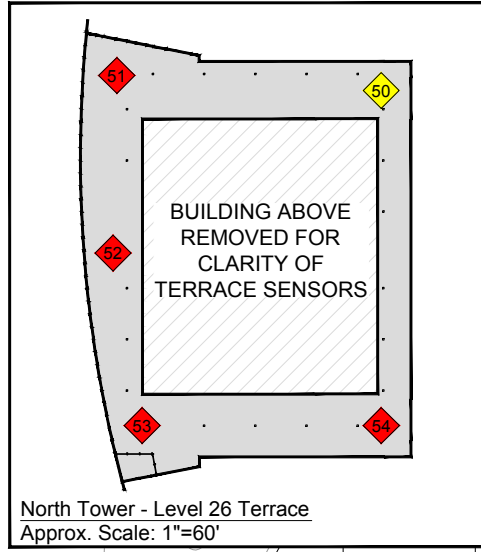 51
50
BUILDING ABOVE
REMOVED FOR
CLARITY OF
TERRACE SENSORS
52
53
54
North Tower - Level 26 Terrace
Approx. Scale: 1"=60'